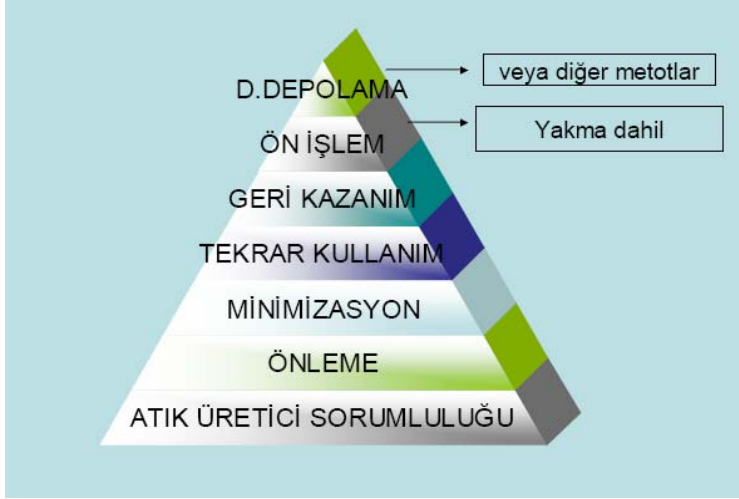 D.DEPOLAMA
veya diğer metotlar
ÖN İŞLEM
Yakma dahil
GERİ KAZANIM
TEKRAR KULLANIM
MİNİMİZASYON
ÖNLEME
ATIK ÜRETİCİ SORUMLULUĞU